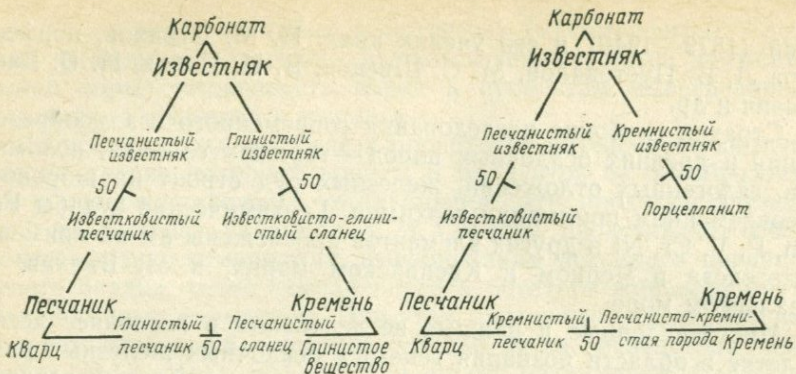 Карбонат
Известняк
Песчанистый
известняк
Глинистый
известняк
50
50
Известковистый
песчаник
Известковисто-глини-
стый сланец
Песчаник
Кремень
Глинистый
песчаник
50
Песчанистый
сланец
Кварц
Глинистое
вещество
Карбонат
Известняк
Песчанистый
известняк
Кремнистый
известняк
50
50
Известковистый
песчаник
Порцелланит
Песчаник
Кремень
Кремнистый
песчаник
50
Песчанисто-кремни-
стая порода
Кварц
Кремень